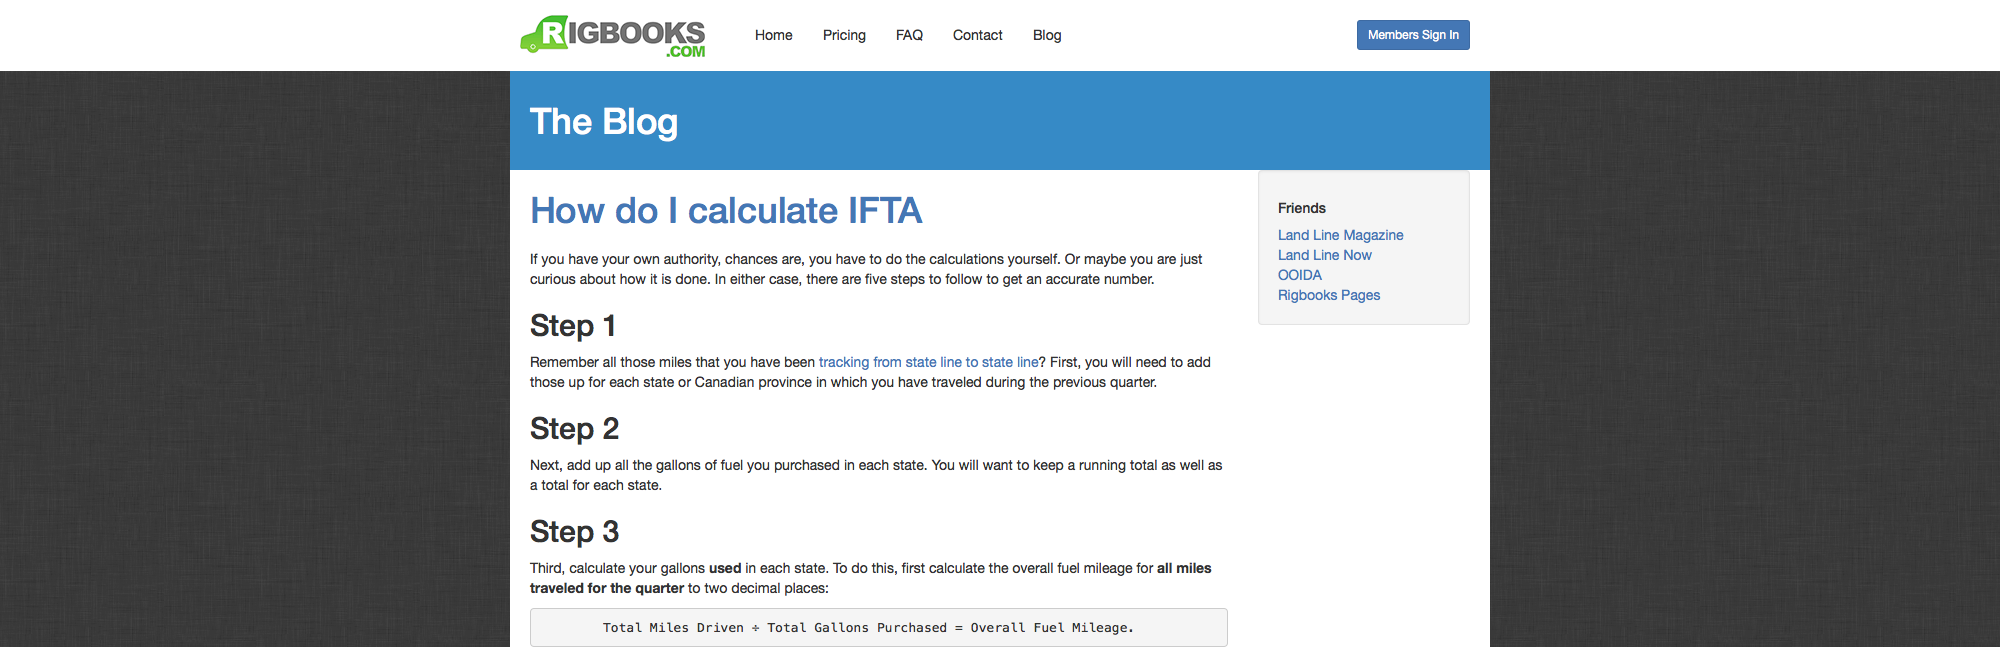 RIGBOOKS
.COM
Home Pricing FAQ Contact Blog
Members Sign In
The Blog
How do I calculate IFTA
If you have your own authority, chances are, you have to do the calculations yourself. Or maybe you are just
curious about how it is done. In either case, there are five steps to follow to get an accurate number.
Step 1
Remember all those miles that you have been tracking from state line to state line? First, you will need to add
those up for each state or Canadian province in which you have traveled during the previous quarter.
Step 2
Next, add up all the gallons of fuel you purchased in each state. You will want to keep a running total as well as
a total for each state.
Step 3
Third, calculate your gallons used in each state. To do this, first calculate the overall fuel mileage for all miles
traveled for the quarter to two decimal places:
Total Miles Driven ÷ Total Gallons Purchased = Overall Fuel Mileage.
Friends
Land Line Magazine
Land Line Now
OOIDA
Rigbooks Pages